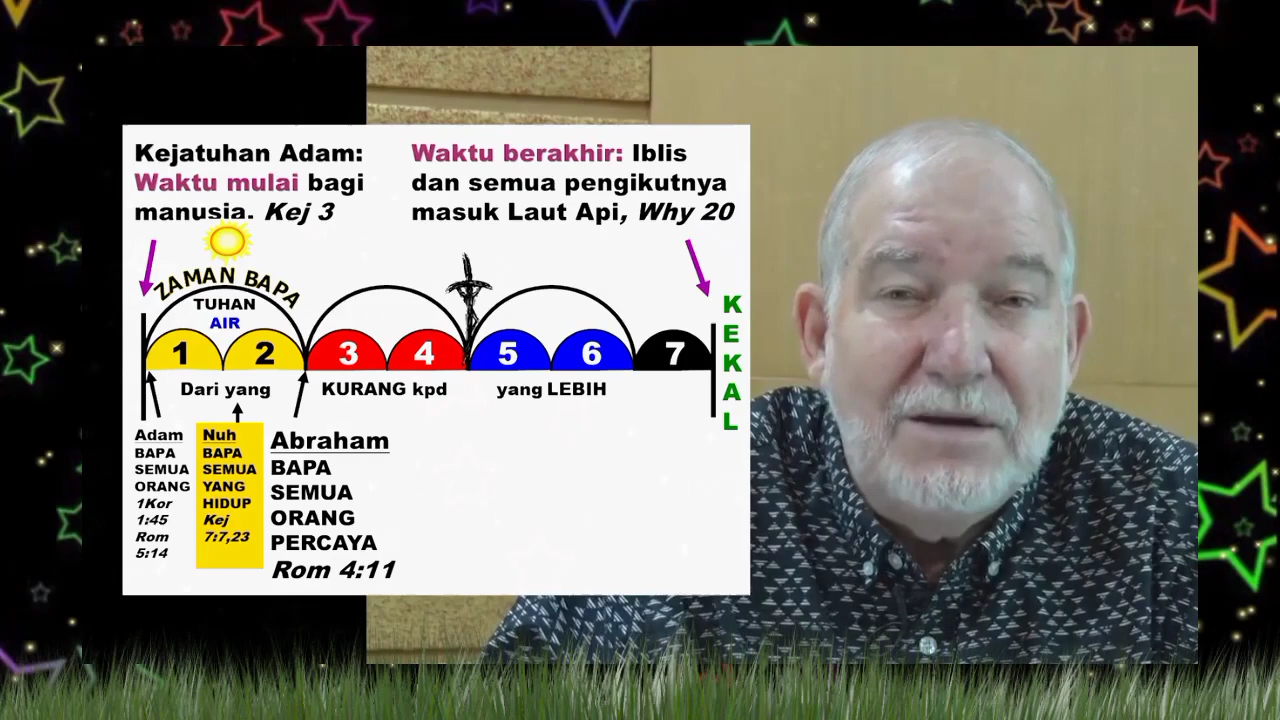 Kejatuhan Adam:
Waktu mulai bagi
manusia. Kej 3
Waktu berakhir: Iblis
dan semua pengikutnya
masuk Laut Api, Why 20
ZAMAN BAPA
TUHAN
AIR
1 2 3 4 5 6 7
Dari yang KURANG kpd yang LEBIH
KEKAL
Adam
BAPA
SEMUA
ORANG
1Kor
1:45
Rom
5:14
Nuh
BAPA
SEMUA
YANG
HIDUP
Kej
7:7,23
Abraham
BAPA
SEMUA
ORANG
PERCAYA
Rom 4:11